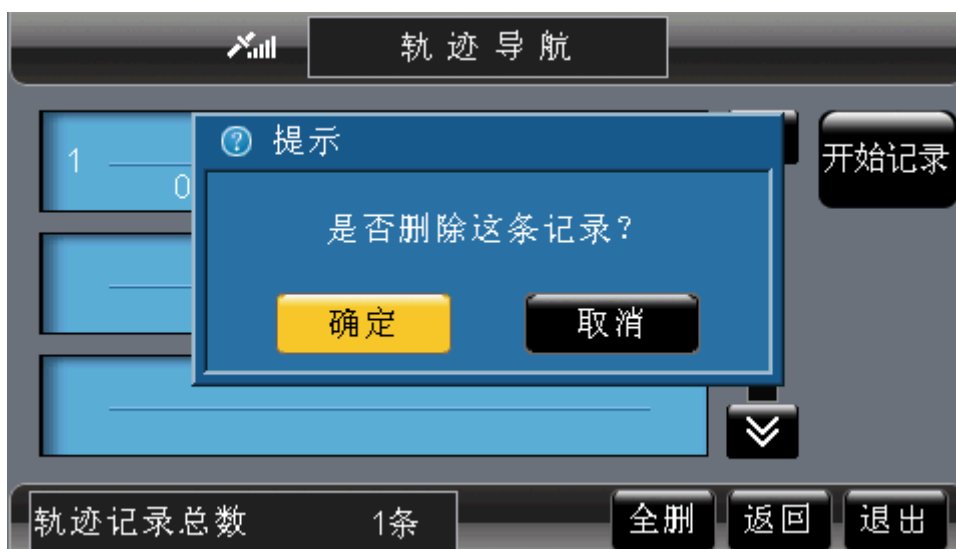 轨迹导航
1
0
开始记录
提示
是否删除这条记录?
确定 取消
轨迹记录总数 1条 全删 返回 退出